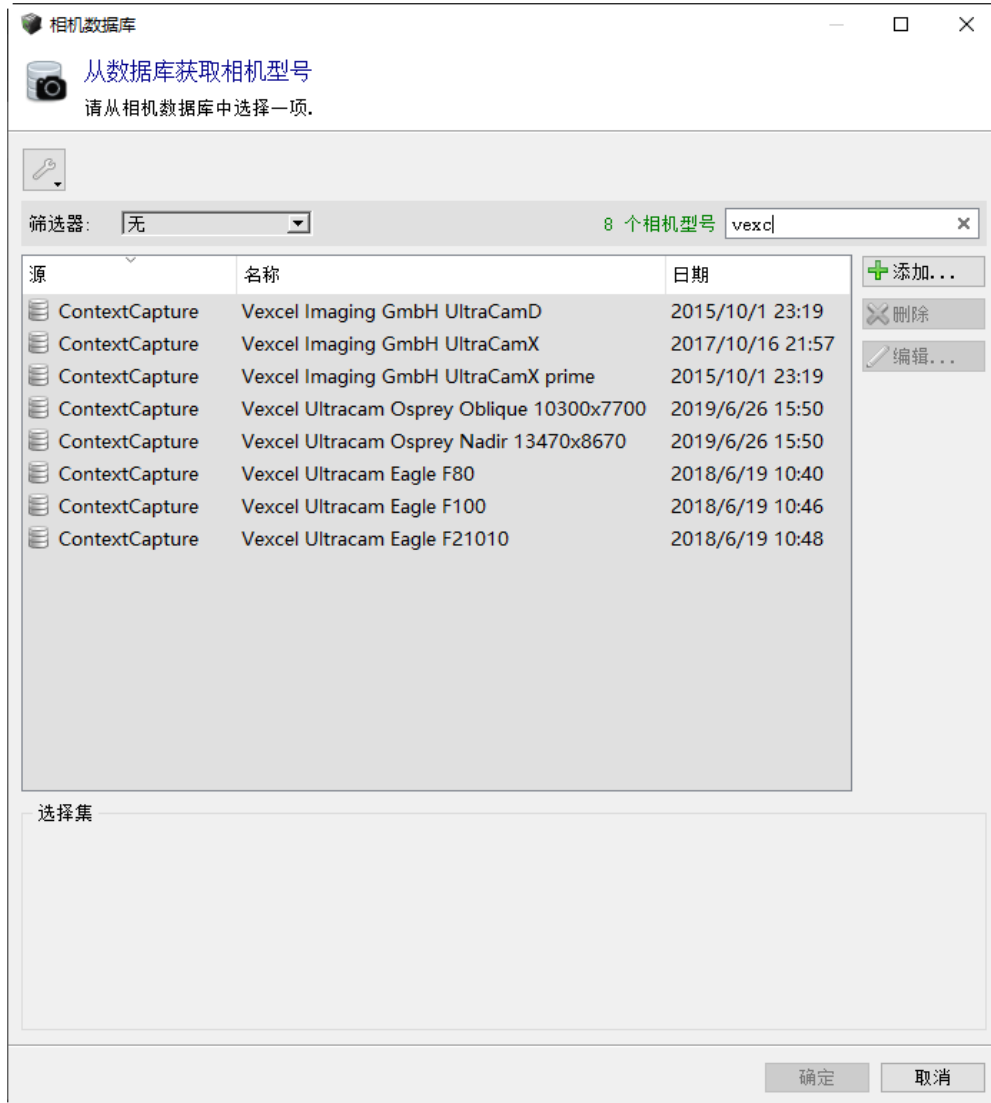 相机数据库
从数据库获取相机型号
请从相机数据库中选择一项.
筛选器: 无 8 个相机型号 vexc
源 名称 日期
添加...
ContextCapture Vexcel Imaging GmbH UltraCamD 2015/10/1 23:19
删除
ContextCapture Vexcel Imaging GmbH UltraCamX 2017/10/16 21:57
编辑...
ContextCapture Vexcel Imaging GmbH UltraCamX prime 2015/10/1 23:19
ContextCapture Vexcel Ultracam Osprey Oblique 10300x7700 2019/6/26 15:50
ContextCapture Vexcel Ultracam Osprey Nadir 13470x8670 2019/6/26 15:50
ContextCapture Vexcel Ultracam Eagle F80 2018/6/19 10:40
ContextCapture Vexcel Ultracam Eagle F100 2018/6/19 10:46
ContextCapture Vexcel Ultracam Eagle F21010 2018/6/19 10:48
选择集
确定 取消